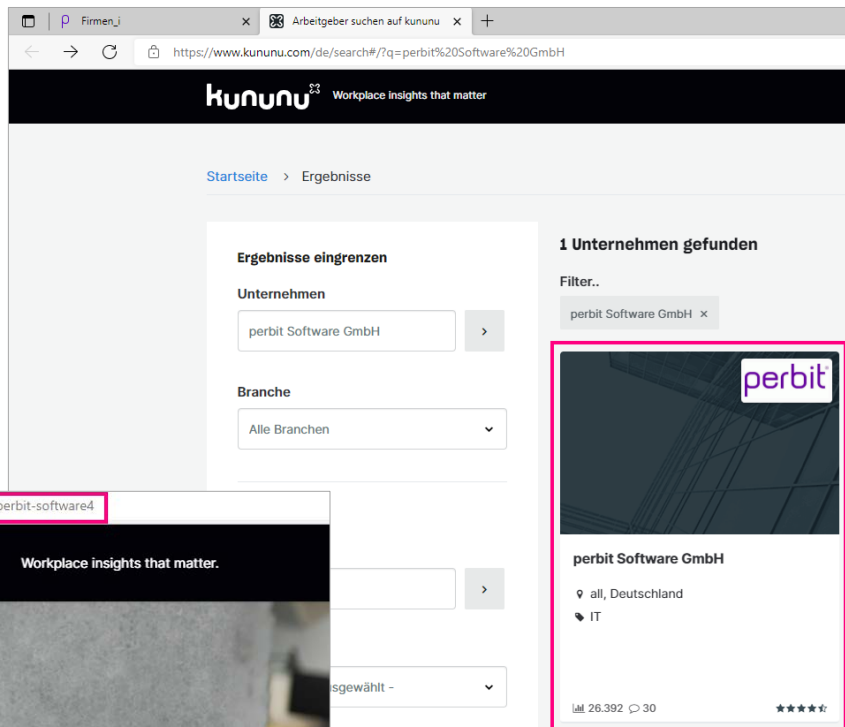 Firmen_i
Arbeitgeber suchen auf kununu
https://www.kununu.com/de/search#/?q=perbit%20Software%20GmbH
kununu
Workplace insights that matter
Startseite > Ergebnisse
Ergebnisse eingrenzen
Unternehmen
perbit Software GmbH
Branche
Alle Branchen
1 Unternehmen gefunden
Filter..
perbit Software GmbH ×
perbit
perbit Software GmbH
all, Deutschland
IT
26.392
30
perbit-software4
Workplace insights that matter.
sgewählt -